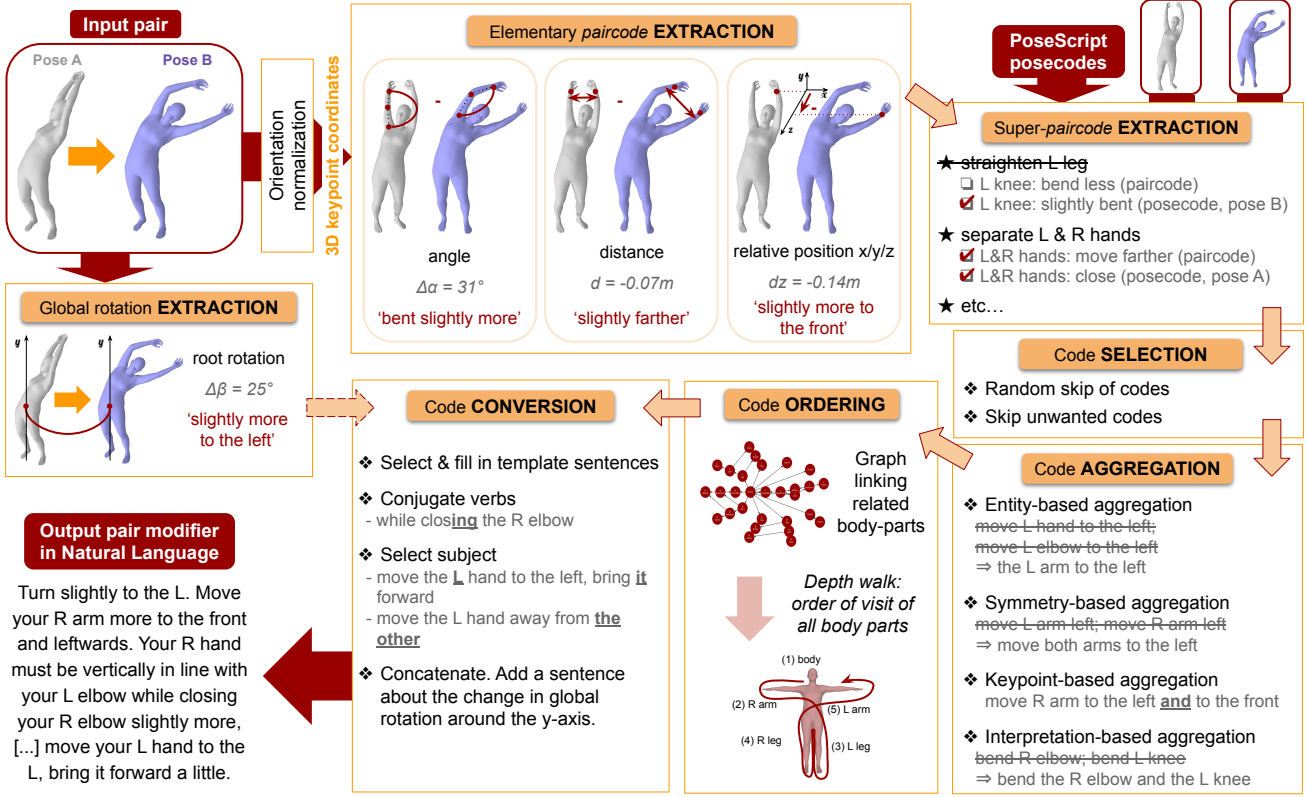 Input pair
Pose A
Pose B
Orientation
normalization
3D keypoint coordinates
Elementary paircode EXTRACTION
angle
Δα = 31°
'bent slightly more'
distance
d = -0.07m
'slightly farther'
y
x
z
relative position x/y/z
dz = -0.14m
'slightly more to
the front'
PoseScript
posecodes
Super-paircode EXTRACTION
★ straighten L leg
❏ L knee: bend less (paircode)
L knee: slightly bent (posecode, pose B)
★ separate L & R hands
L&R hands: move farther (paircode)
L&R hands: close (posecode, pose A)
★ etc…
Global rotation EXTRACTION
y
y
root rotation
Δβ = 25°
'slightly more
to the left'
Code SELECTION
❖ Random skip of codes
❖ Skip unwanted codes
Code AGGREGATION
❖ Entity-based aggregation
move L hand to the left;
move L elbow to the left
⇒ the L arm to the left
❖ Symmetry-based aggregation
move L arm left; move R arm left
⇒ move both arms to the left
❖ Keypoint-based aggregation
move R arm to the left and to the front
❖ Interpretation-based aggregation
bend R elbow; bend L knee
⇒ bend the R elbow and the L knee
Code ORDERING
Graph
linking
related
body-parts
Depth walk:
order of visit of
all body parts
(1) body
(2) R arm
(5) L arm
(4) R leg
(3) L leg
Code CONVERSION
❖ Select & fill in template sentences
❖ Conjugate verbs
- while closing the R elbow
❖ Select subject
- move the L hand to the left, bring it
forward
- move the L hand away from the
other
❖ Concatenate. Add a sentence
about the change in global
rotation around the y-axis.
Output pair modifier
in Natural Language
Turn slightly to the L. Move
your R arm more to the front
and leftwards. Your R hand
must be vertically in line with
your L elbow while closing
your R elbow slightly more,
[...] move your L hand to the
L, bring it forward a little.